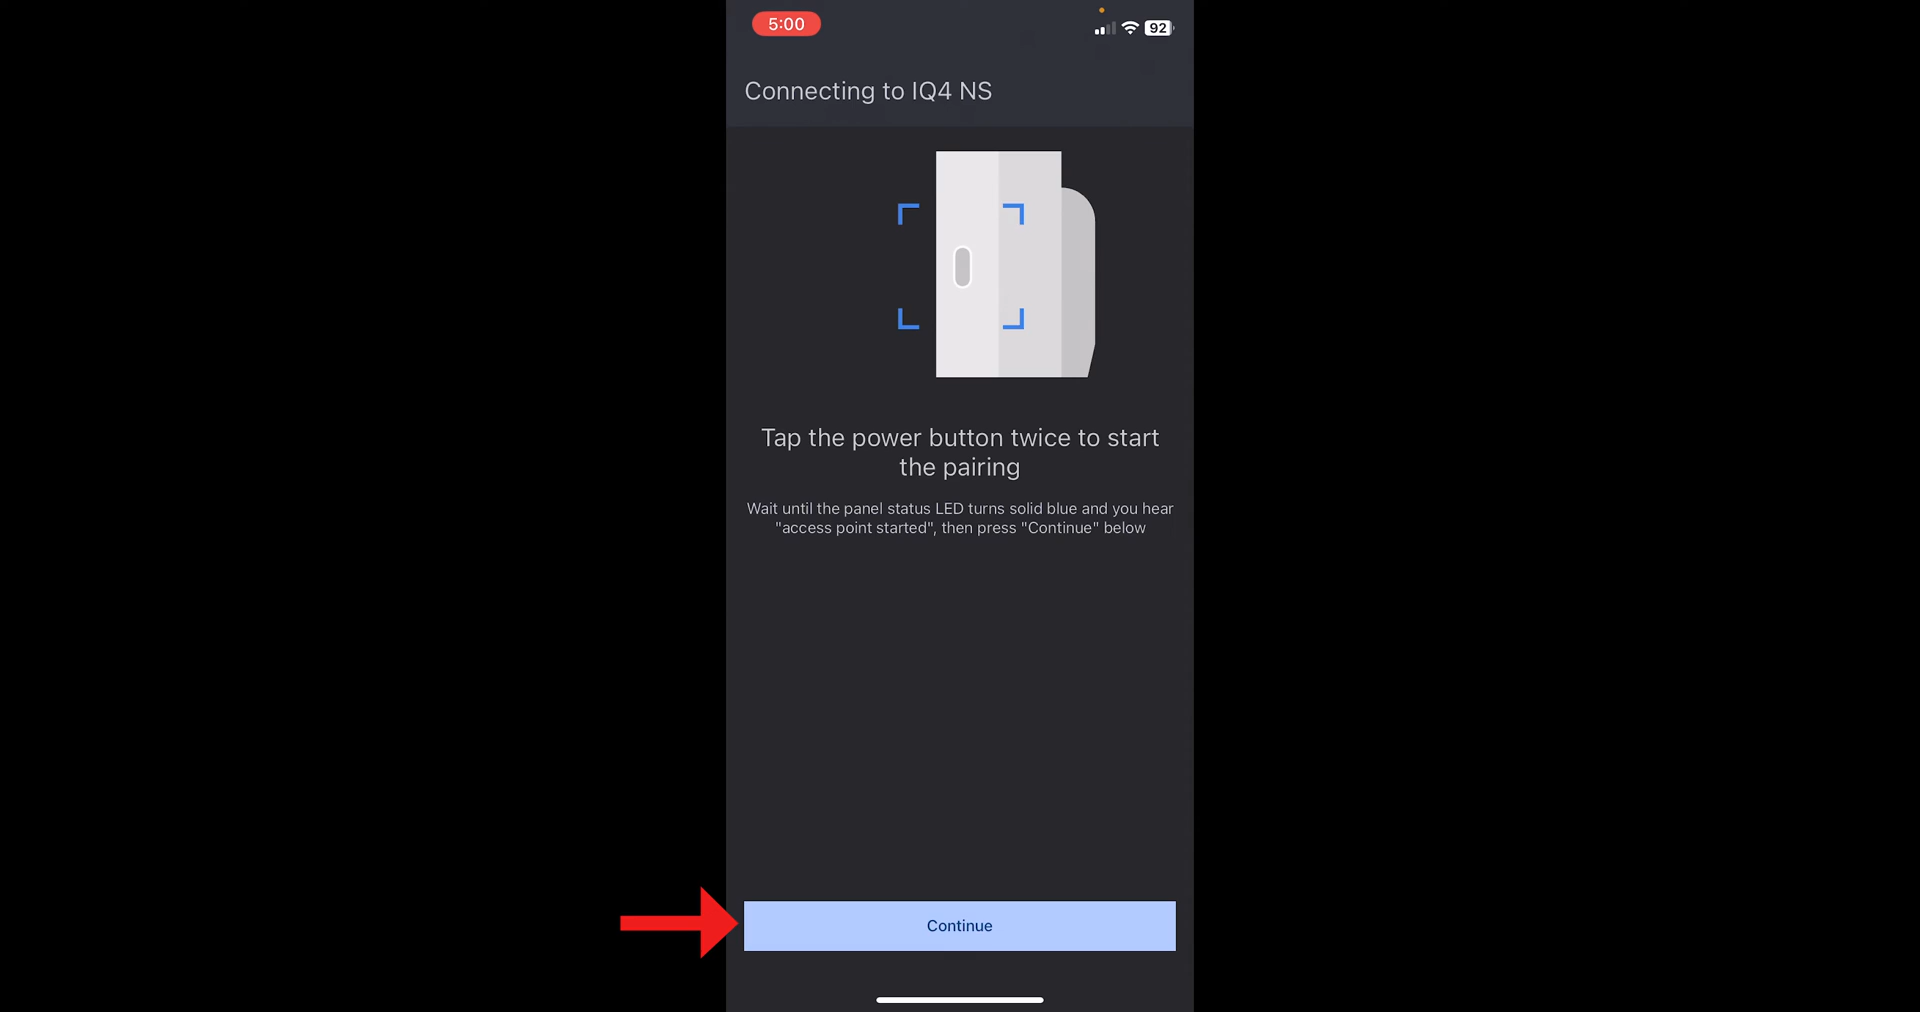 5:00
92
Connecting to IQ4 NS
Tap the power button twice to start
the pairing
Wait until the panel status LED turns solid blue and you hear
"access point started", then press "Continue" below
Continue